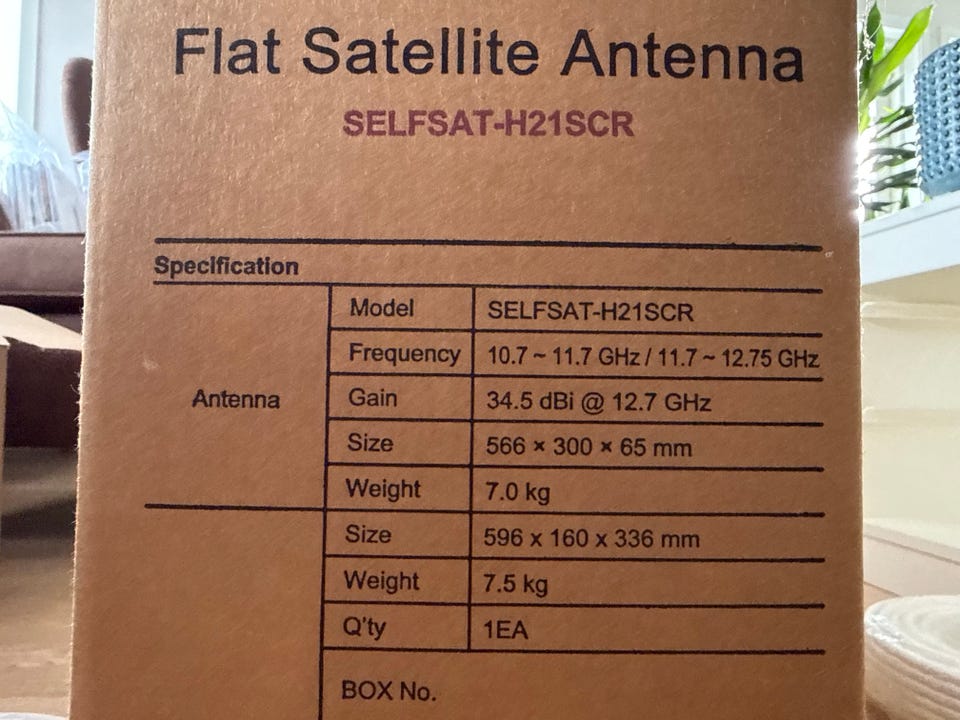 Flat Satellite Antenna
SELFSAT-H21SCR
Specification
Antenna
Model SELFSAT-H21SCR
Frequency 10.7 ~ 11.7 GHz / 11.7 ~ 12.75 GHz
Gain 34.5 dBi @ 12.7 GHz
Size 566 × 300 × 65 mm
Weight 7.0 kg
Size 596 x 160 x 336 mm
Weight 7.5 kg
Q'ty 1EA
BOX No.